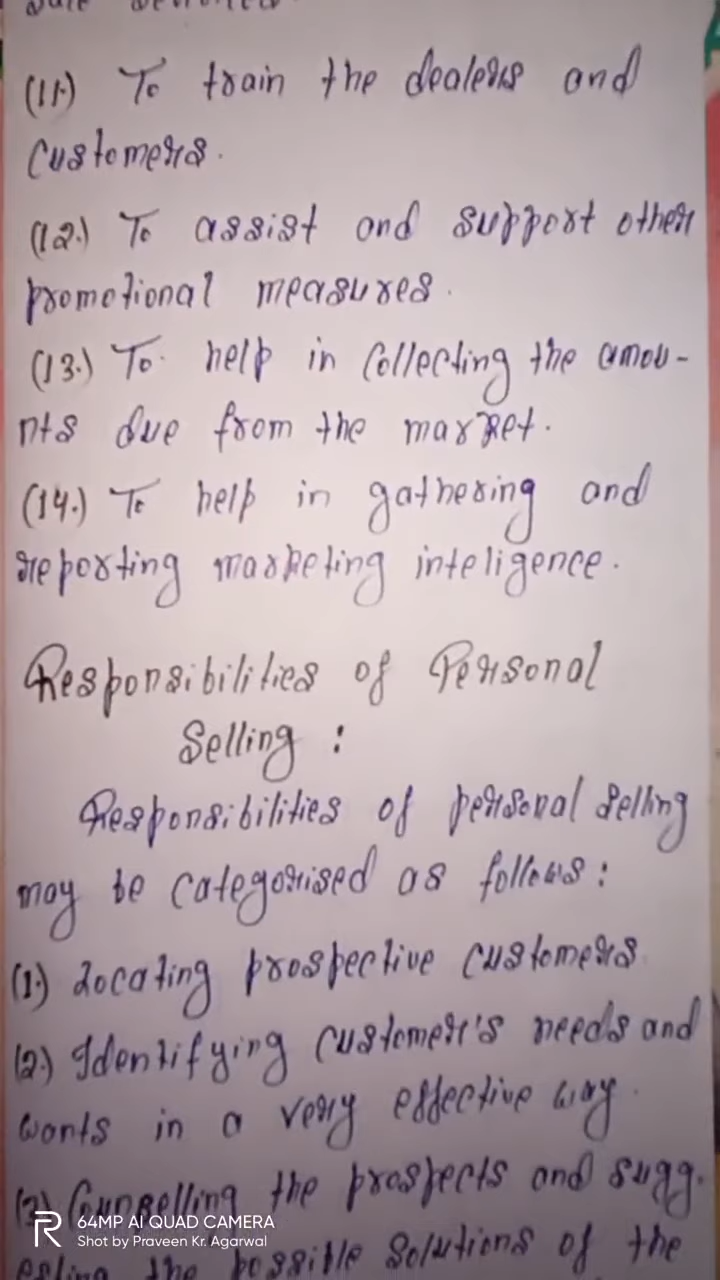 (11.) To train the dealers and
customers.
(12.) To assist and support other
promotional measures.
(13.) To help in collecting the amou-
nts due from the market.
(14.) To help in gathering and
reporting marketing inteligence.
Responsibilities of Personal
Selling :
Responsibilities of personal selling
may be categorised as follows :
(1.) Locating prospective customers.
(2.) Identifying customer's needs and
wants in a very effective way.
(3.) Counselling the prospects and sugg-
esting the possible solutions of the
64MP AI QUAD CAMERA
Shot by Praveen Kr. Agarwal